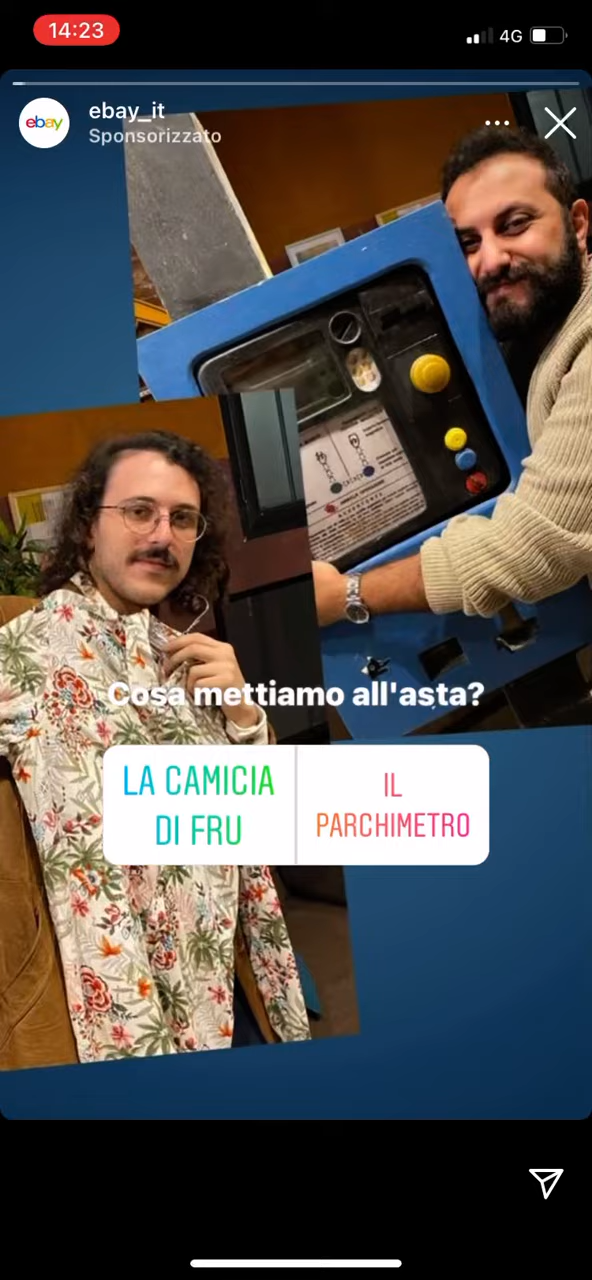 14:23
4G
ebay
ebay_it
Sponsorizzato
Cosa mettiamo all'asta?
LA CAMICIA
DI FRU
IL
PARCHIMETRO